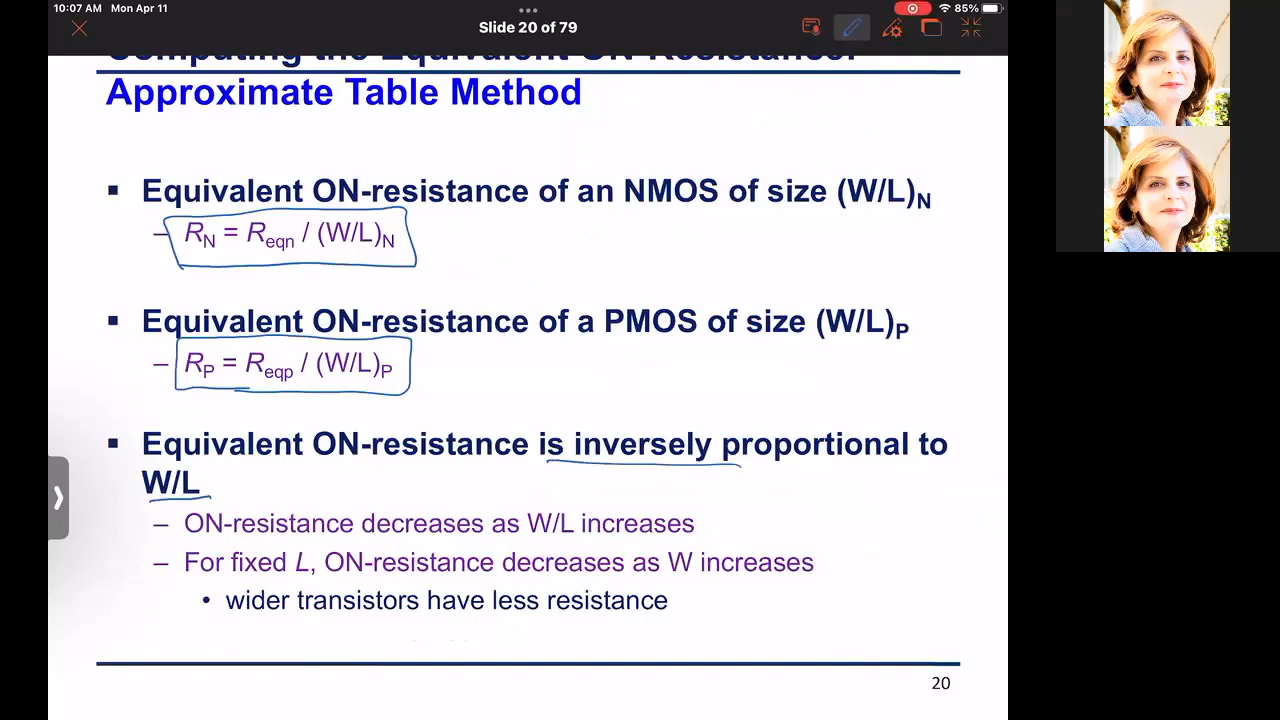 10:07 AM Mon Apr 11
85%
Slide 20 of 79
Computing the Equivalent ON-Resistance:
Approximate Table Method
▪ Equivalent ON-resistance of an NMOS of size (W/L)N
– RN = Reqn / (W/L)N
▪ Equivalent ON-resistance of a PMOS of size (W/L)P
– RP = Reqp / (W/L)P
▪ Equivalent ON-resistance is inversely proportional to
W/L
– ON-resistance decreases as W/L increases
– For fixed L, ON-resistance decreases as W increases
• wider transistors have less resistance
20